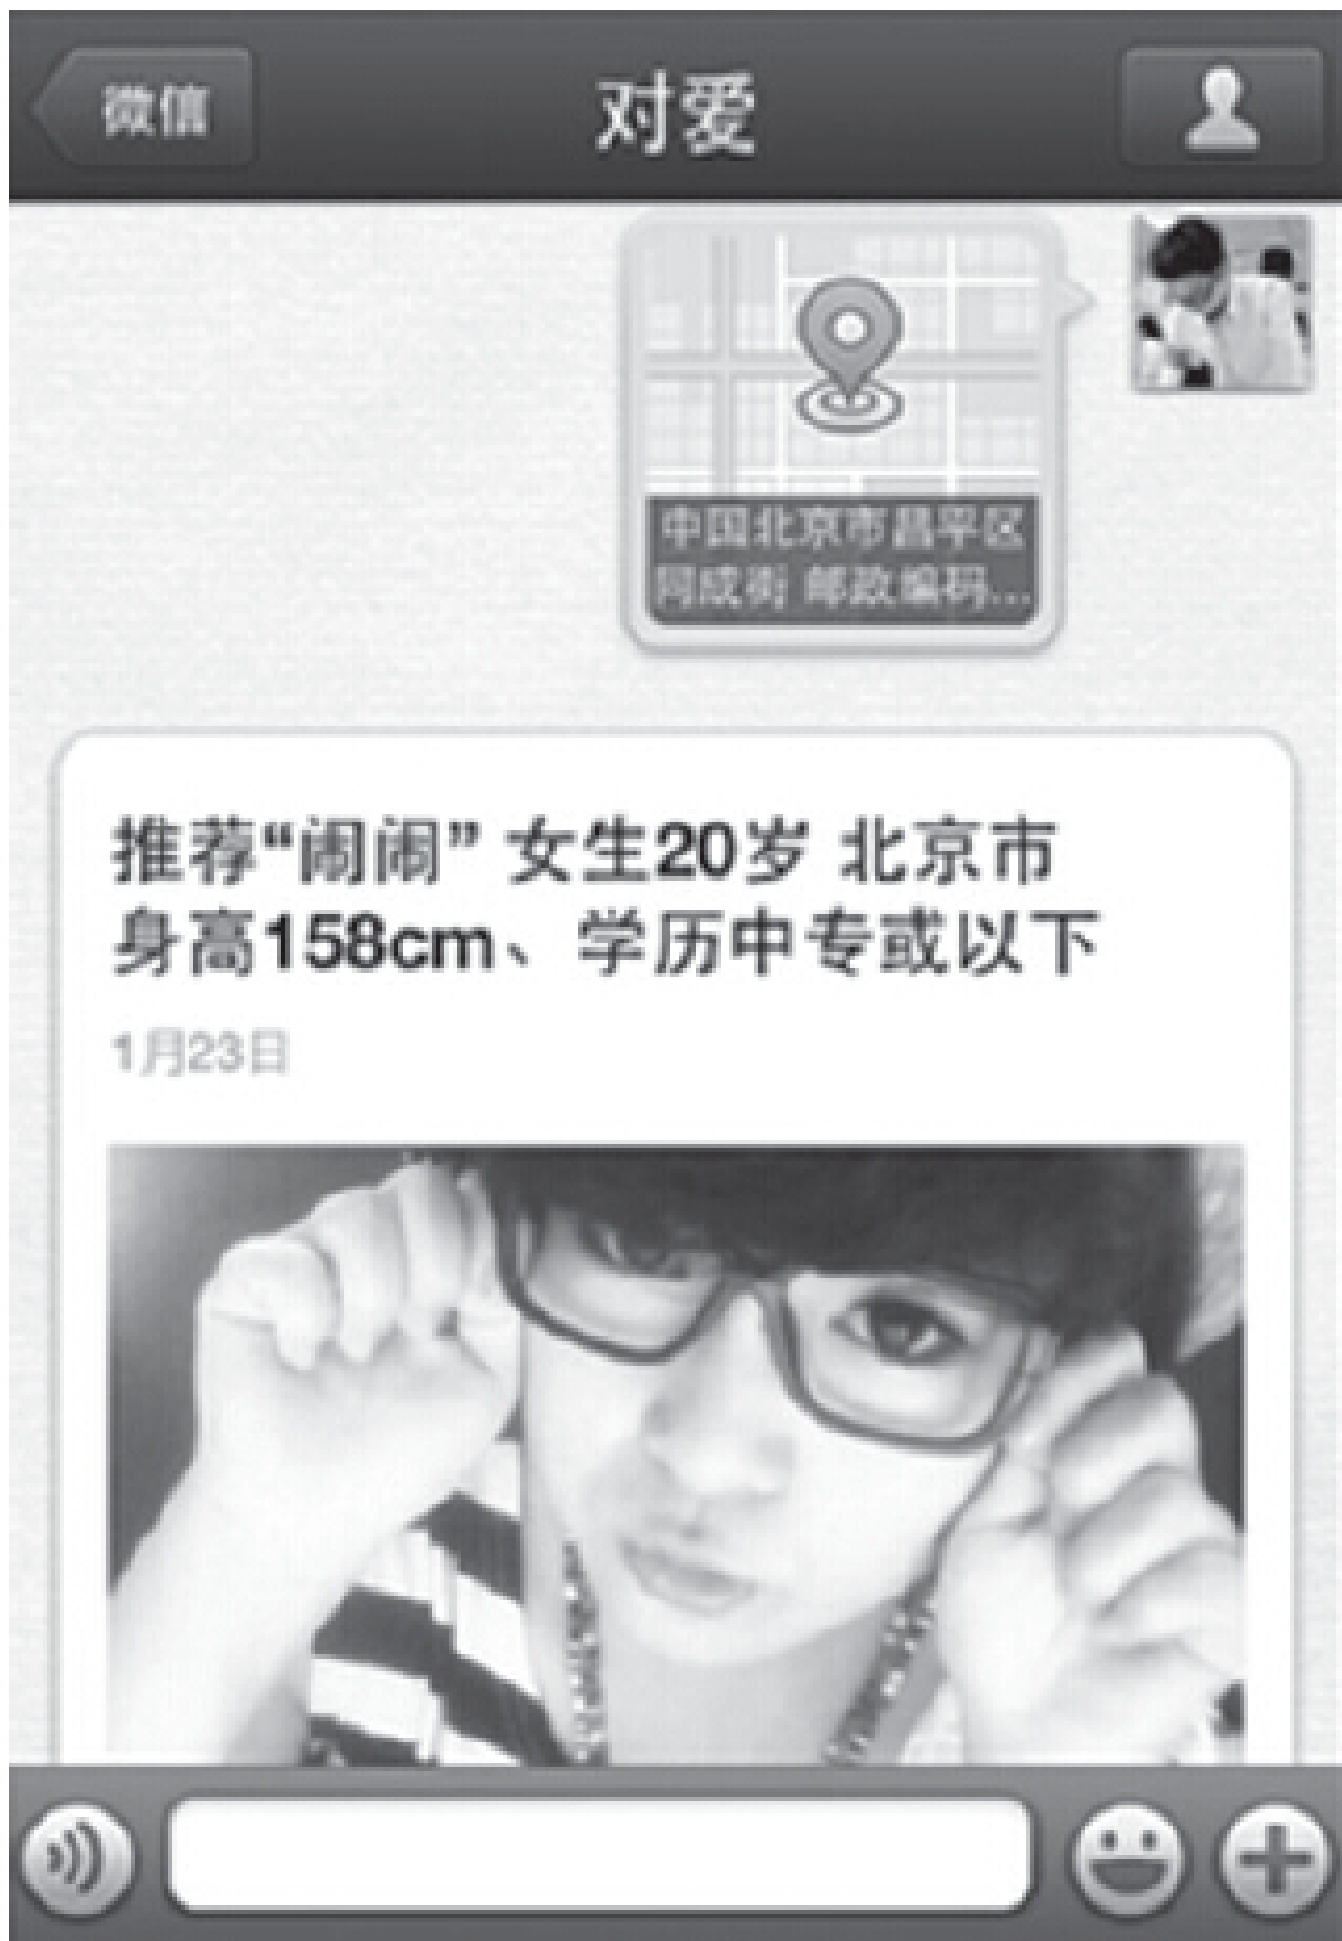 微信
对爱
中国北京市昌平区
阿成街 邮政编码...
推荐“闹闹” 女生20岁 北京市
身高158cm、学历中专或以下
1月23日